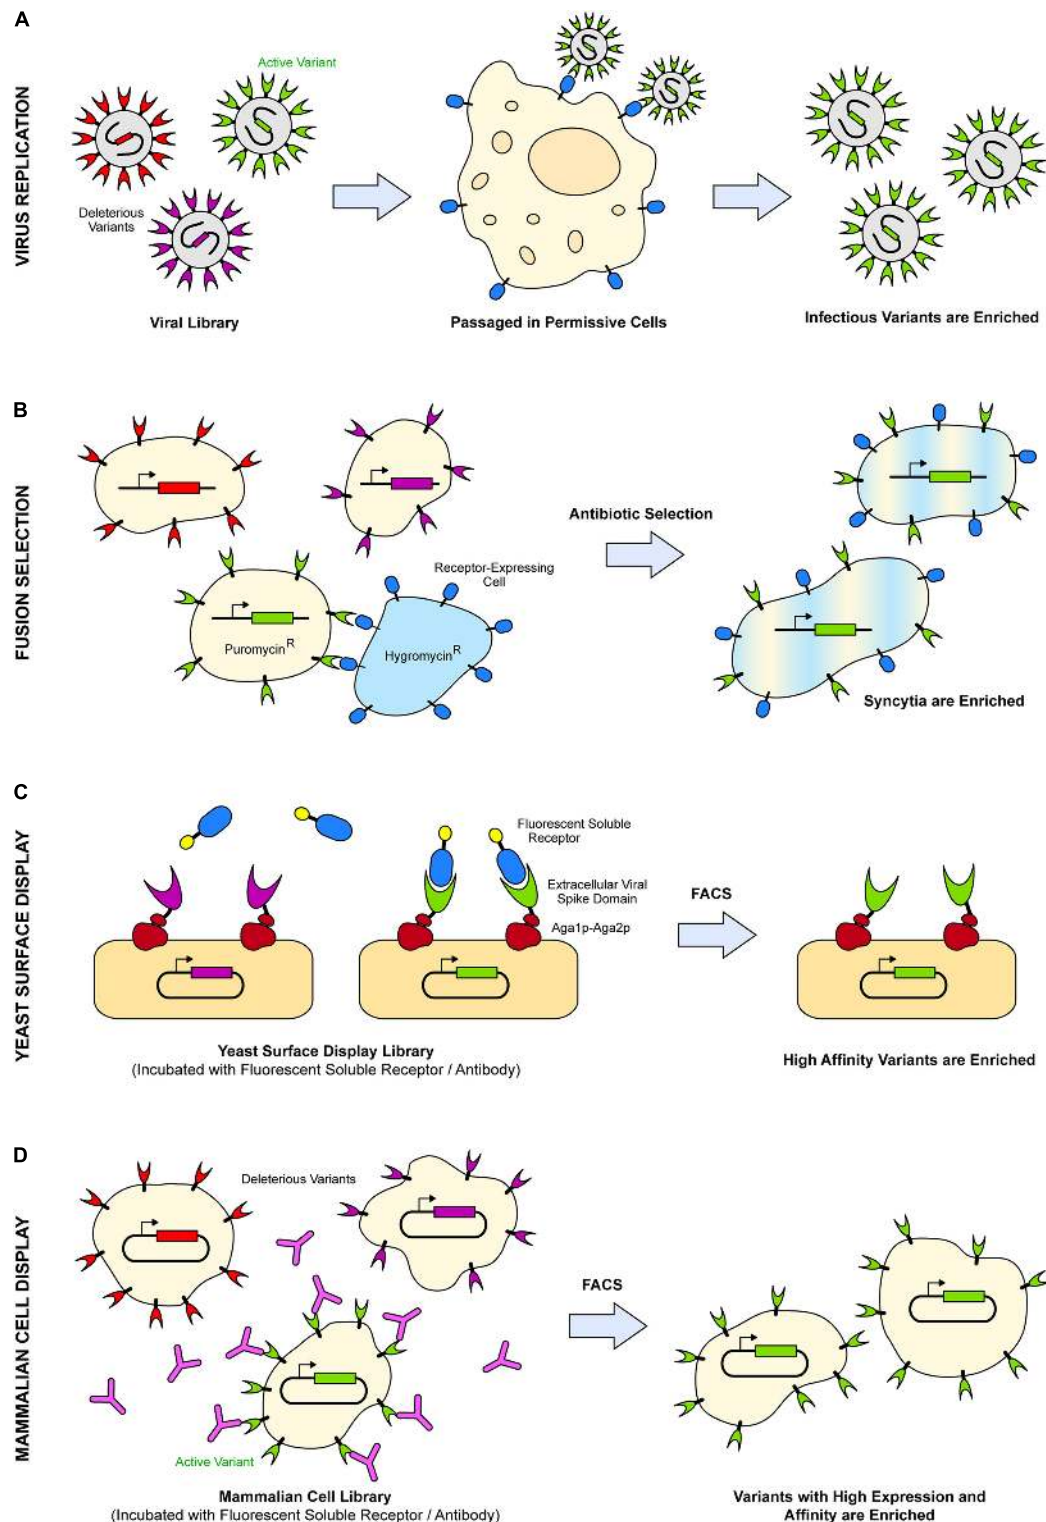 A
VIRUS REPLICATION
Active Variant
Deleterious
Variants
Viral Library
Passaged in Permissive Cells
Infectious Variants are Enriched
B
FUSION SELECTION
Antibiotic Selection
Receptor-Expressing
Cell
Puromycin R
Hygromycin R
Syncytia are Enriched
C
YEAST SURFACE DISPLAY
Fluorescent Soluble
Receptor
Extracellular Viral
Spike Domain
Aga1p-Aga2p
FACS
Yeast Surface Display Library
(Incubated with Fluorescent Soluble Receptor / Antibody)
High Affinity Variants are Enriched
D
MAMMALIAN CELL DISPLAY
Deleterious Variants
FACS
Active Variant
Mammalian Cell Library
(Incubated with Fluorescent Soluble Receptor / Antibody)
Variants with High Expression and
Affinity are Enriched